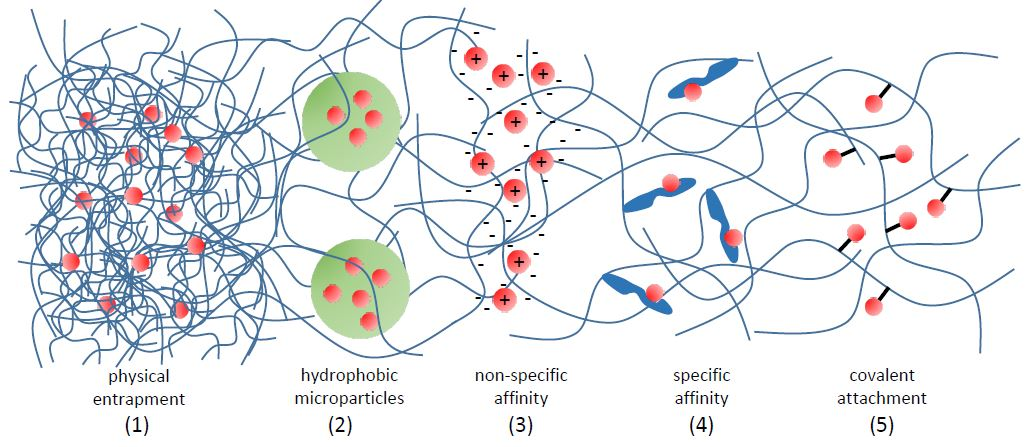 physical
entrapment
(1)
hydrophobic
microparticles
(2)
non-specific
affinity
(3)
specific
affinity
(4)
covalent
attachment
(5)